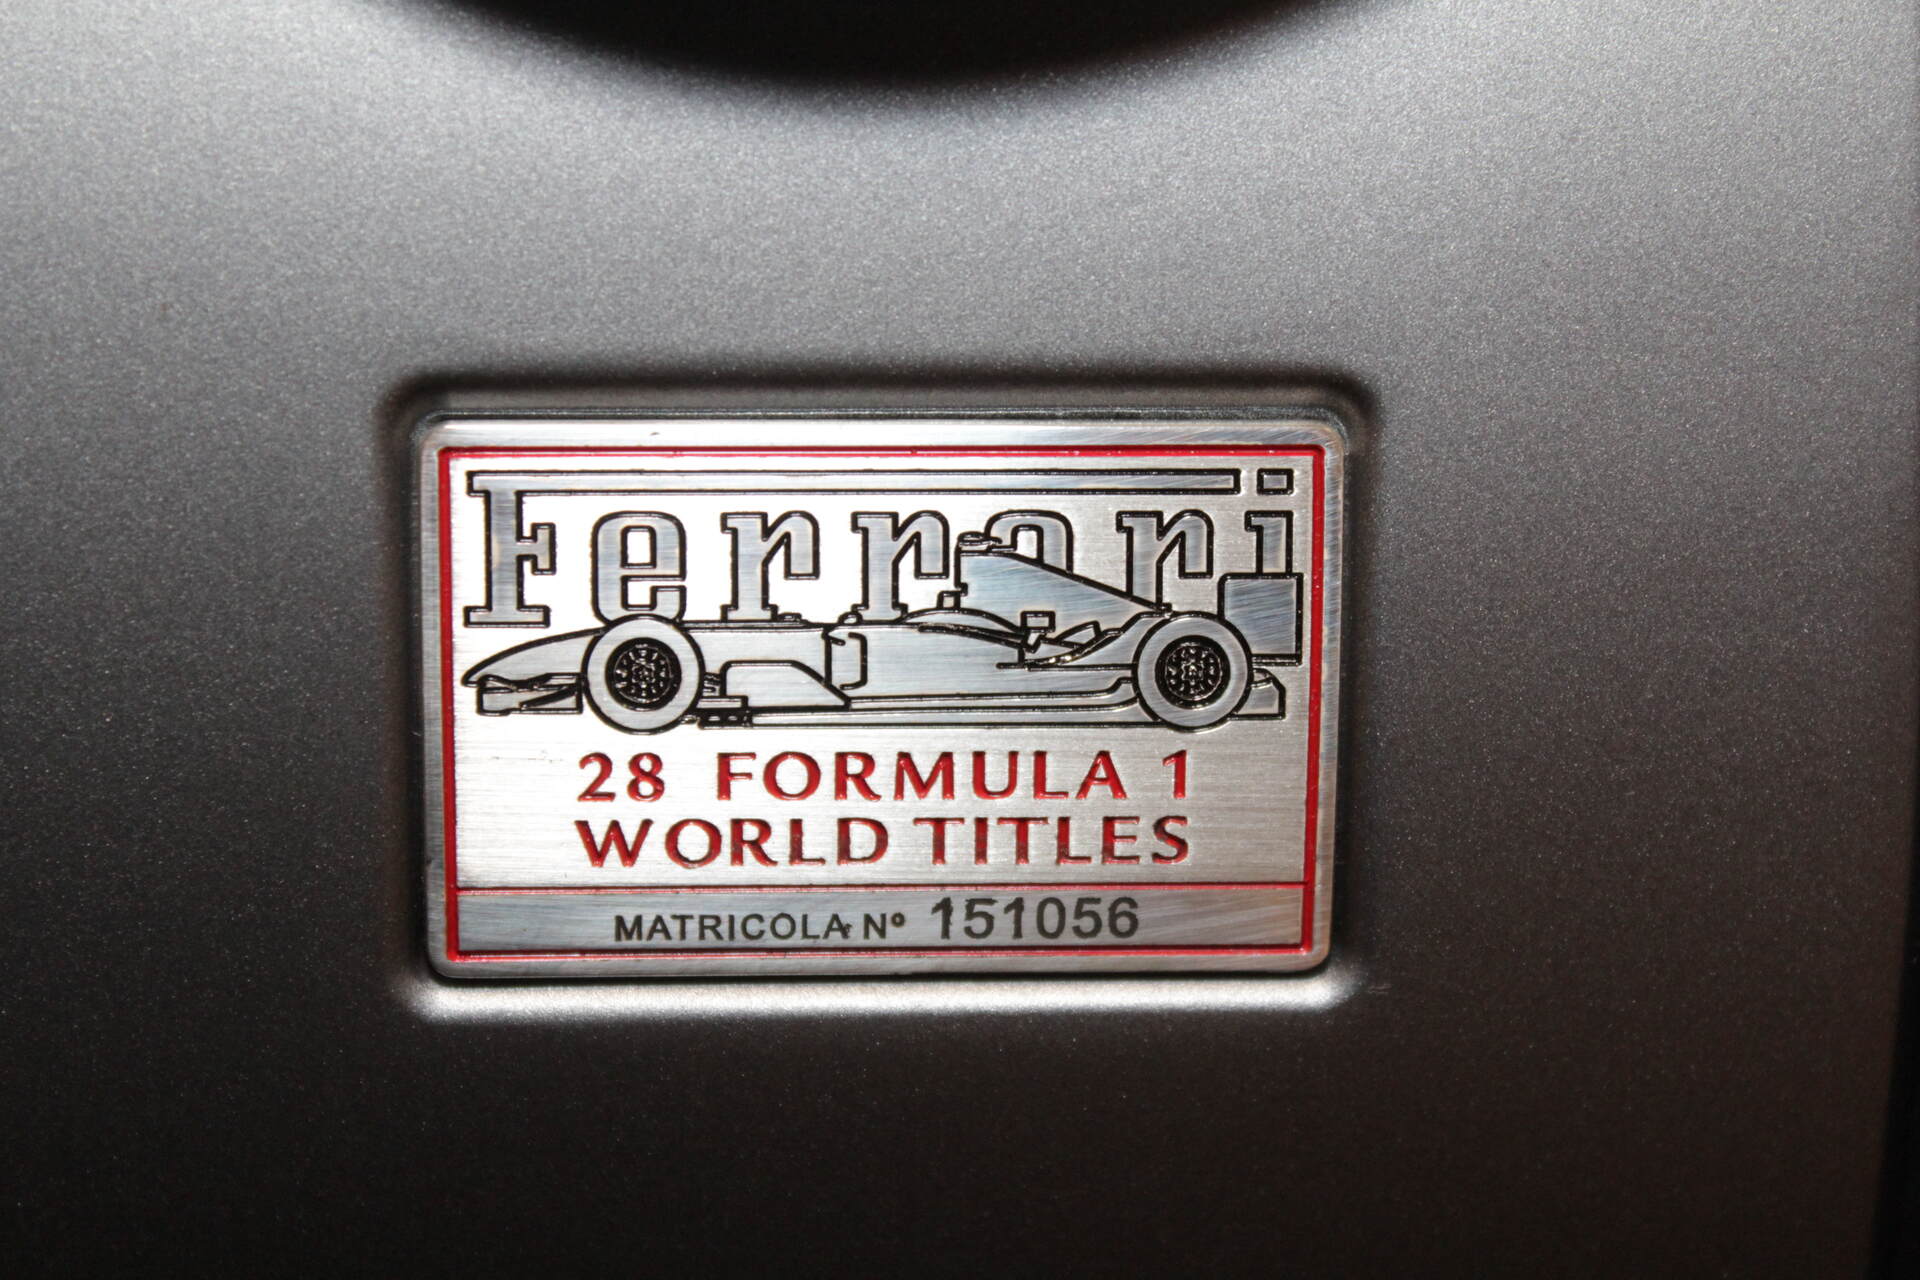 Ferrari
28 FORMULA 1
WORLD TITLES
MATRICOLA Nº 151056